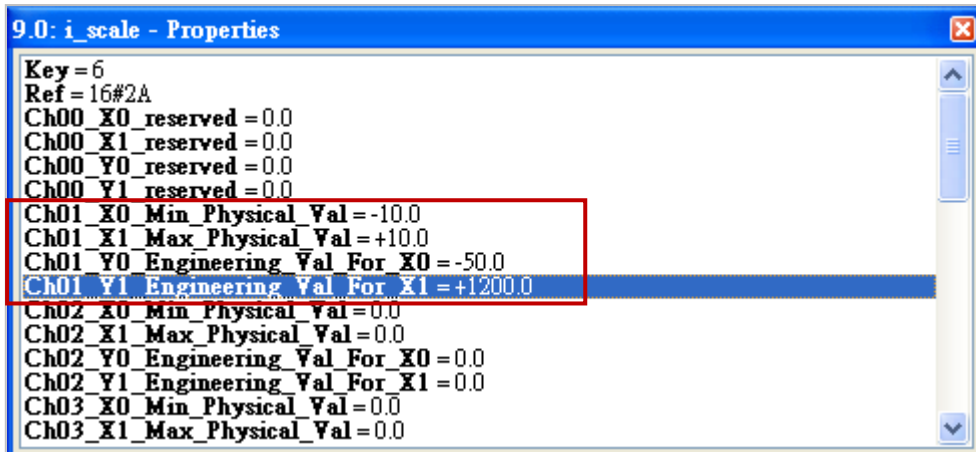 9.0: i_scale - Properties
Key = 6
Ref = 16#2A
Ch00_X0_reserved = 0.0
Ch00_X1_reserved = 0.0
Ch00_Y0_reserved = 0.0
Ch00_Y1_reserved = 0.0
Ch01_X0_Min_Physical_Val = -10.0
Ch01_X1_Max_Physical_Val = +10.0
Ch01_Y0_Engineering_Val_For_X0 = -50.0
Ch01_Y1_Engineering_Val_For_X1 = +1200.0
Ch02_X0_Min_Physical_Val = 0.0
Ch02_X1_Max_Physical_Val = 0.0
Ch02_Y0_Engineering_Val_For_X0 = 0.0
Ch02_Y1_Engineering_Val_For_X1 = 0.0
Ch03_X0_Min_Physical_Val = 0.0
Ch03_X1_Max_Physical_Val = 0.0